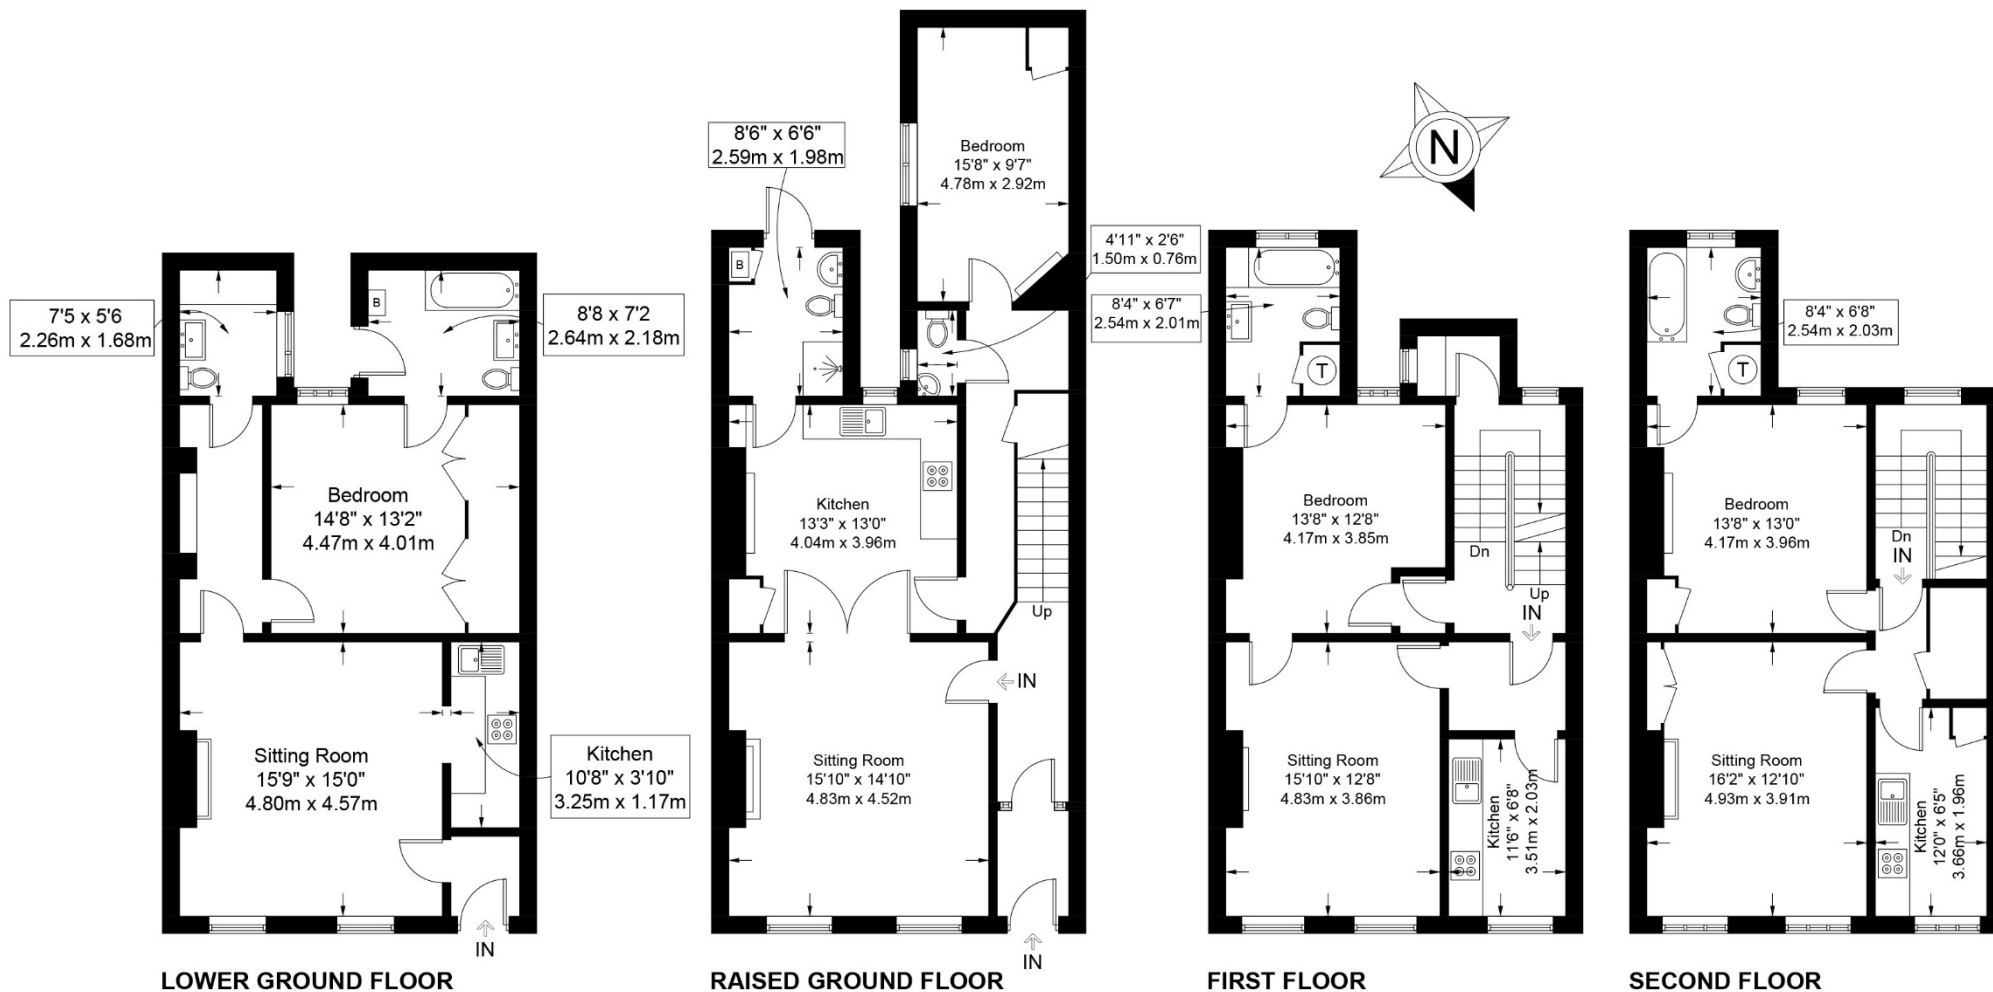 7'5 x 5'6
2.26m x 1.68m
B
8'8 x 7'2
2.64m x 2.18m
Bedroom
14'8" x 13'2"
4.47m x 4.01m
Sitting Room
15'9" x 15'0"
4.80m x 4.57m
Kitchen
10'8" x 3'10"
3.25m x 1.17m
IN
LOWER GROUND FLOOR
8'6" x 6'6"
2.59m x 1.98m
Bedroom
15'8" x 9'7"
4.78m x 2.92m
B
4'11" x 2'6"
1.50m x 0.76m
Kitchen
13'3" x 13'0"
4.04m x 3.96m
Up
IN
Sitting Room
15'10" x 14'10"
4.83m x 4.52m
IN
RAISED GROUND FLOOR
N
8'4" x 6'7"
2.54m x 2.01m
T
Bedroom
13'8" x 12'8"
4.17m x 3.85m
Dn
Up
IN
Sitting Room
15'10" x 12'8"
4.83m x 3.86m
Kitchen
11'6" x 6'8"
3.51m x 2.03m
FIRST FLOOR
8'4" x 6'8"
2.54m x 2.03m
T
Bedroom
13'8" x 13'0"
4.17m x 3.96m
Dn
IN
Sitting Room
16'2" x 12'10"
4.93m x 3.91m
Kitchen
12'0" x 6'5"
3.66m x 1.96m
SECOND FLOOR